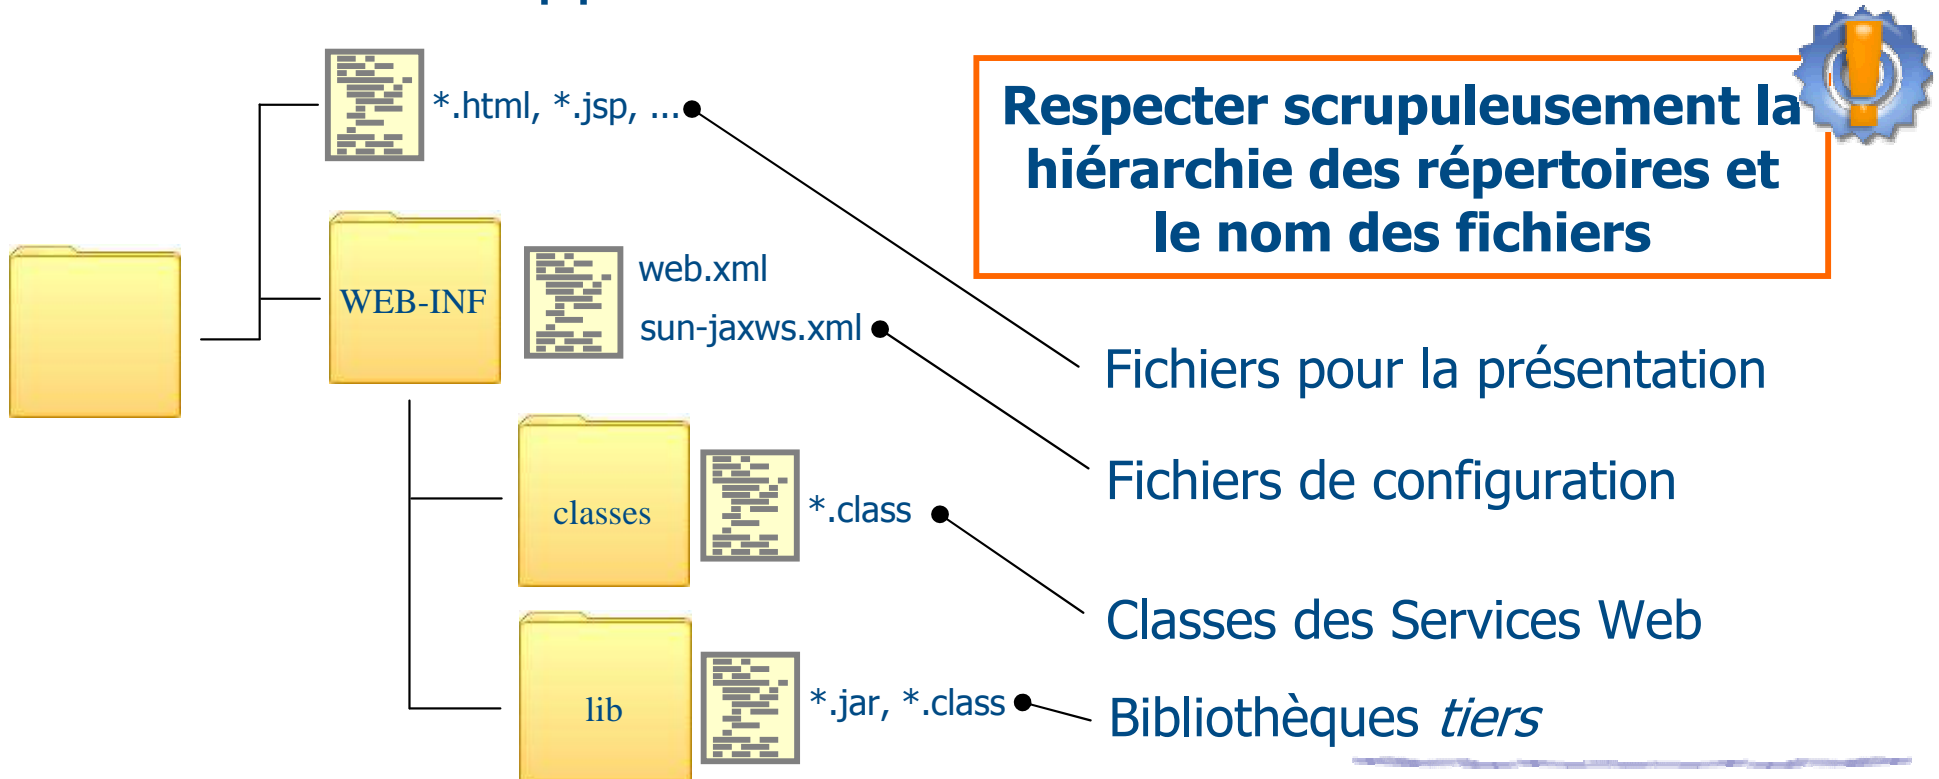 *.html, *.jsp, ...
Respecter scrupuleusement la
hiérarchie des répertoires et
le nom des fichiers
WEB-INF
web.xml
sun-jaxws.xml
Fichiers pour la présentation
Fichiers de configuration
classes
*.class
Classes des Services Web
lib
*.jar, *.class
Bibliothèques tiers